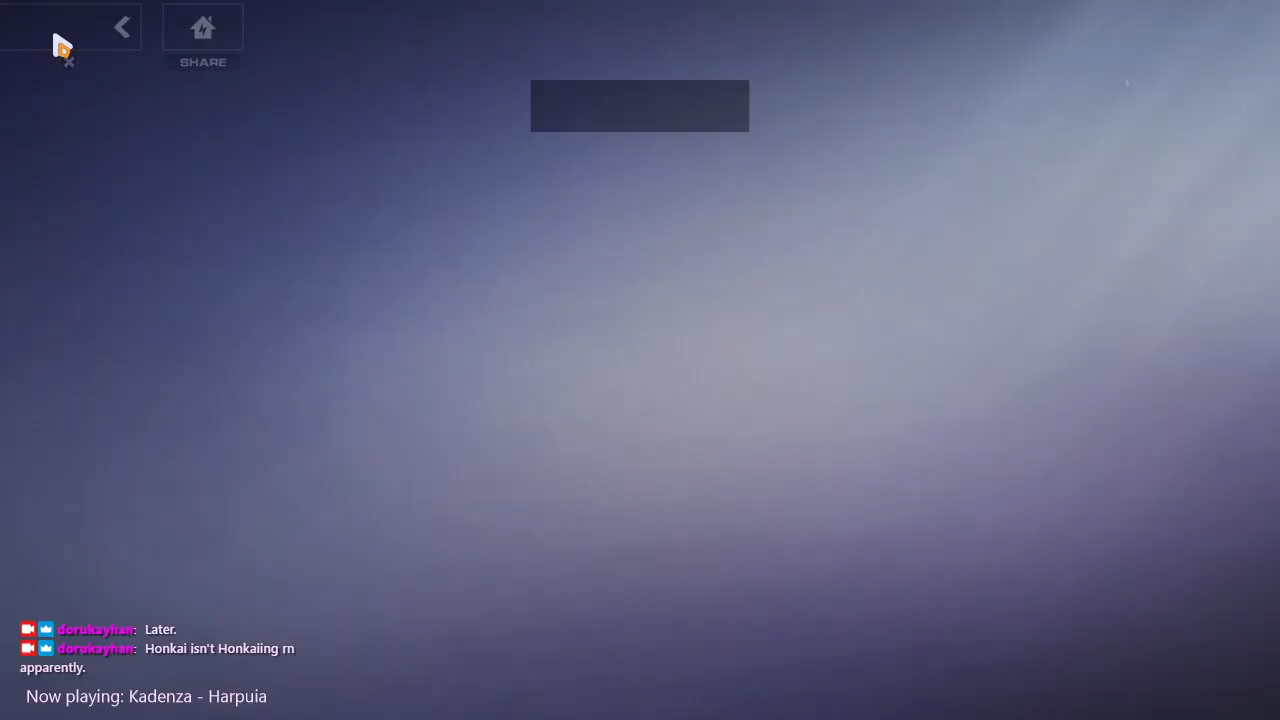 SHARE
dorukayhan: Later.
dorukayhan: Honkai isn't Honkaiing rn
apparently.
Now playing: Kadenza - Harpuia